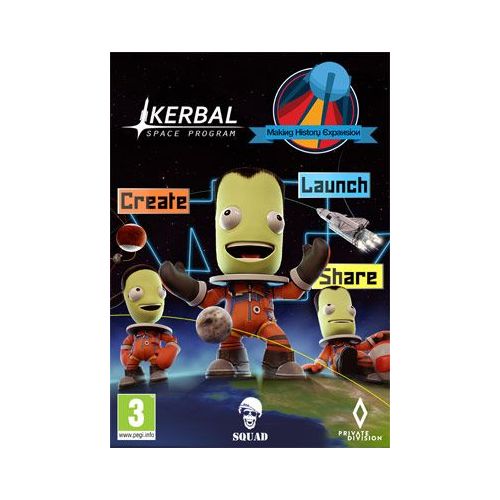 KERBAL
SPACE PROGRAM
Making History Expansion
Create
Launch
Share
3
www.pegi.info
SQUAD
PRIVATE
DIVISION